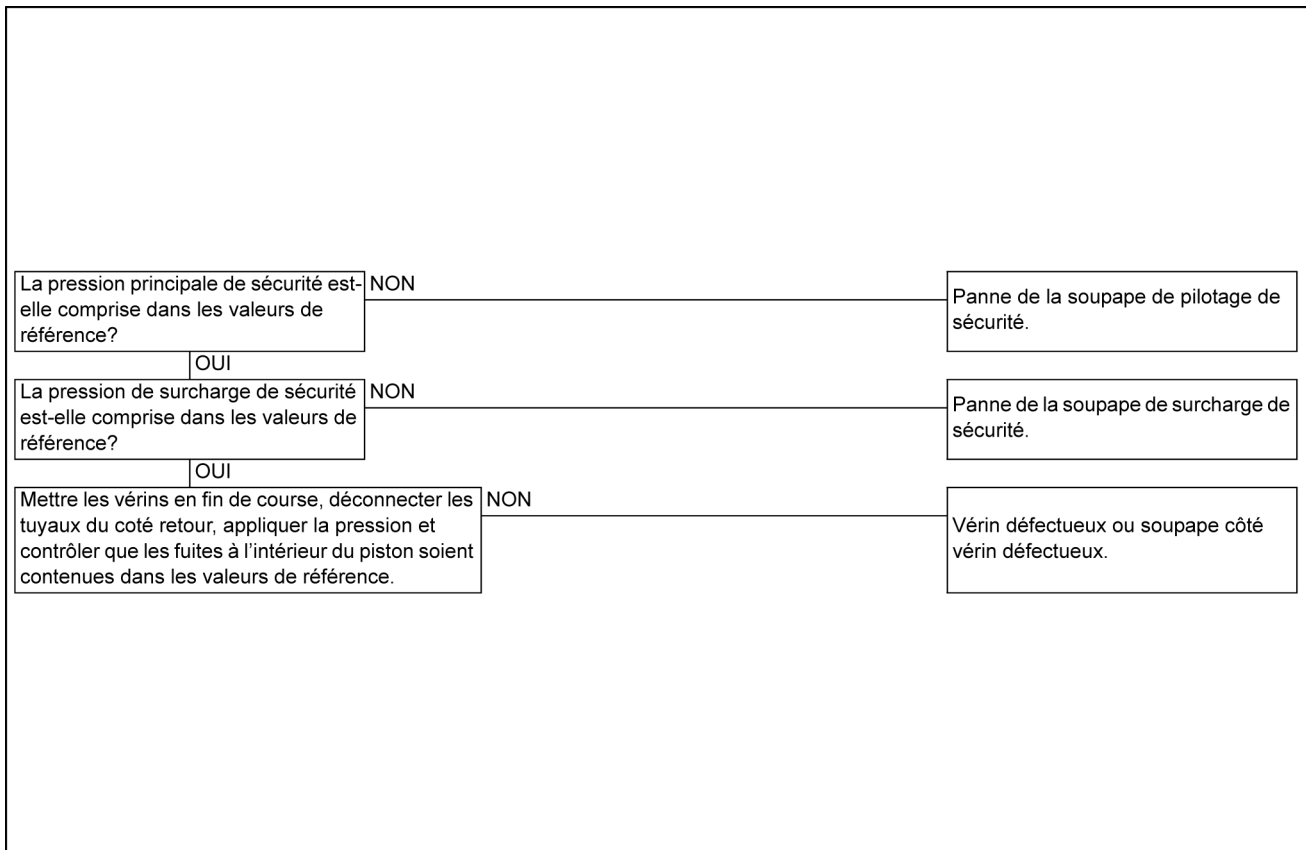 La pression principale de sécurité est-
elle comprise dans les valeurs de
référence?
NON
Panne de la soupape de pilotage de
sécurité.
OUI
La pression de surcharge de sécurité
est-elle comprise dans les valeurs de
référence?
NON
Panne de la soupape de surcharge de
sécurité.
OUI
Mettre les vérins en fin de course, déconnecter les
tuyaux du coté retour, appliquer la pression et
contrôler que les fuites à l’intérieur du piston soient
contenues dans les valeurs de référence.
NON
Vérin défectueux ou soupape côté
vérin défectueux.